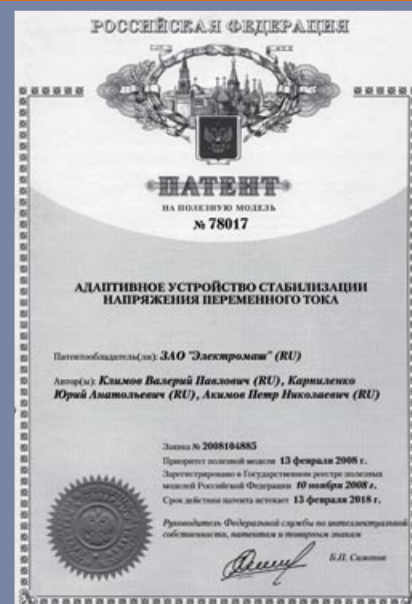 РОССИЙСКАЯ ФЕДЕРАЦИЯ
ПАТЕНТ
НА ПОЛЕЗНУЮ МОДЕЛЬ
№ 78017
АДАПТИВНОЕ УСТРОЙСТВО СТАБИЛИЗАЦИИ
НАПРЯЖЕНИЯ ПЕРЕМЕННОГО ТОКА
Патентообладатель(ли): ЗАО "Электромаш" (RU)
Автор(ы): Климов Валерий Павлович (RU), Карпиленко
Юрий Анатольевич (RU), Акимов Петр Николаевич (RU)
Заявка № 2008104885
Приоритет полезной модели 13 февраля 2008 г.
Зарегистрировано в Государственном реестре полезных
моделей Российской Федерации 10 ноября 2008 г.
Срок действия патента истекает 13 февраля 2018 г.
Руководитель Федеральной службы по интеллектуальной
собственности, патентам и товарным знакам
Б.П. Симонов